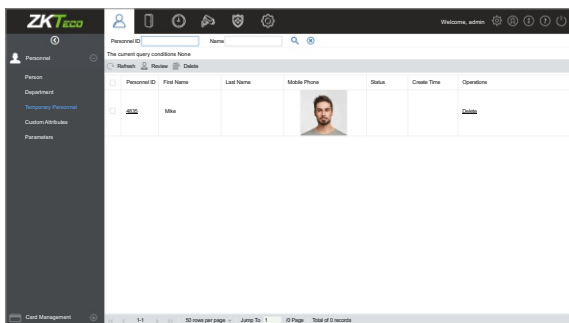 ZKTeco
Welcome, admin
Personnel ID
Name
The current query conditions None
Refresh Review Delete
Personnel
Person
Department
Temporary Personnel
Custom Attributes
Parameters
Personnel ID First Name Last Name Mobile Phone Status Create Time Operations
4835 Mike Delete
Card Management
1-1 50 rows per page Jump To 1 /0 Page Total of 0 records